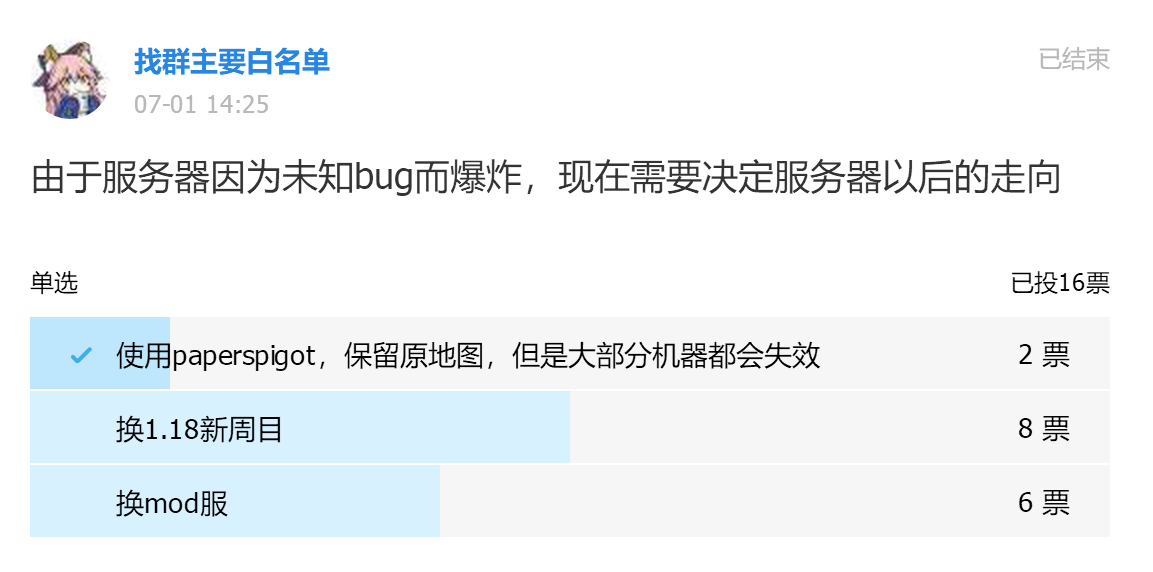 找群主要白名单
已结束
07-01 14:25
由于服务器因为未知bug而爆炸，现在需要决定服务器以后的走向
单选
已投16票
使用paperspigot，保留原地图，但是大部分机器都会失效
2 票
换1.18新周目
8 票
换mod服
6 票